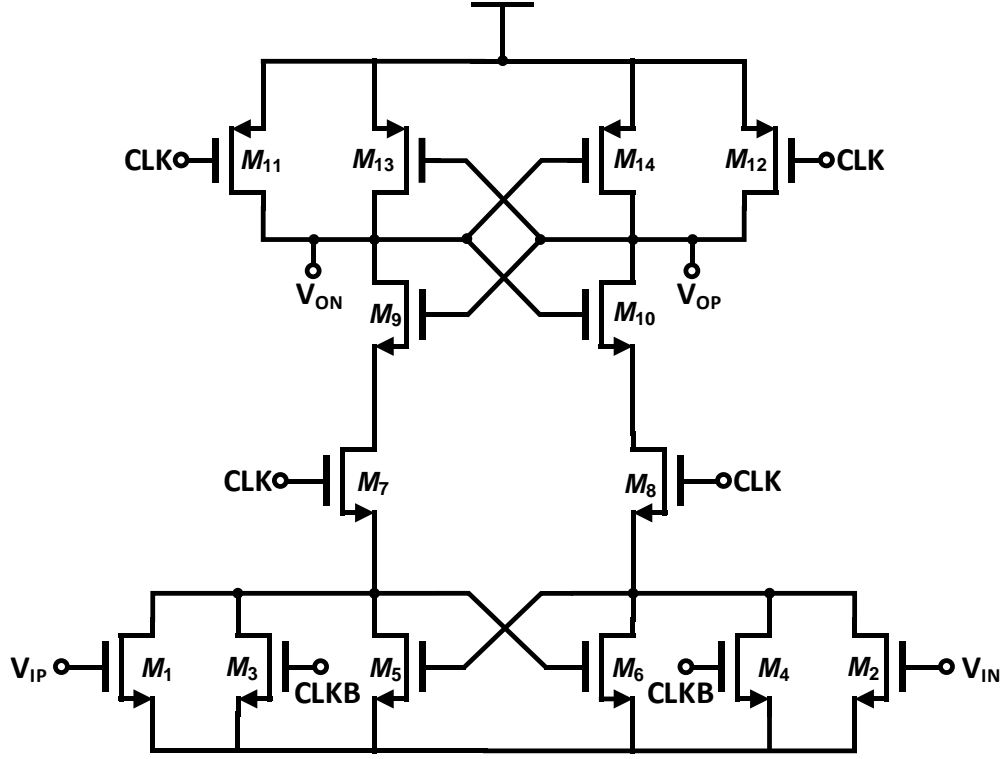 CLK M11 M13 M14 M12 CLK
VON VOP
M9 M10
CLK M7 M8 CLK
VIP M1 M3 CLKB M5 M6 CLKB M4 M2 VIN